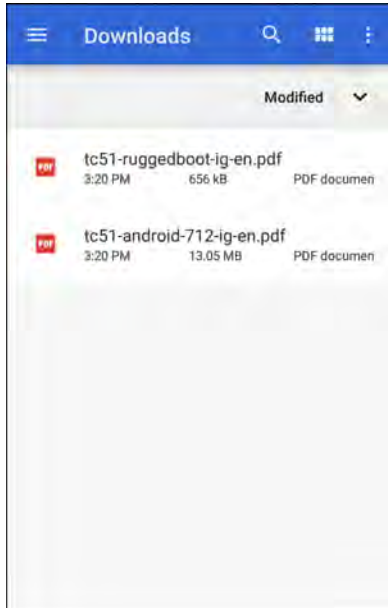 Downloads
Modified
tc51-ruggedboot-ig-en.pdf
3:20 PM 656 kB PDF documen
tc51-android-712-ig-en.pdf
3:20 PM 13.05 MB PDF documen